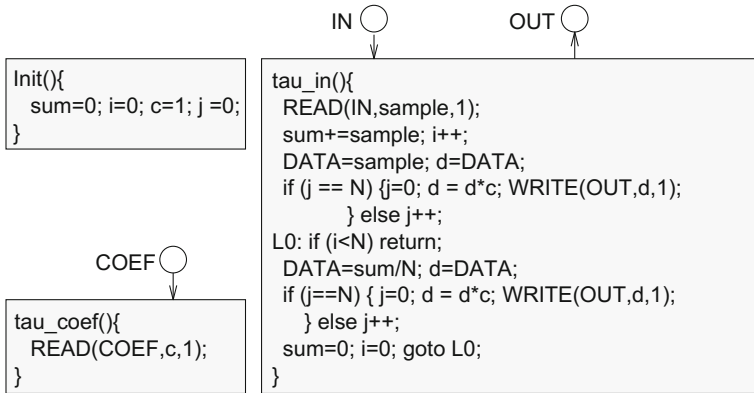 IN OUT
Init(){
sum=0; i=0; c=1; j =0;
}
tau_in(){
READ(IN,sample,1);
sum+=sample; i++;
DATA=sample; d=DATA;
if (j == N) {j=0; d = d*c; WRITE(OUT,d,1);
} else j++;
L0: if (i<N) return;
DATA=sum/N; d=DATA;
if (j==N) { j=0; d = d*c; WRITE(OUT,d,1);
} else j++;
sum=0; i=0; goto L0;
}
COEF
tau_coef(){
READ(COEF,c,1);
}